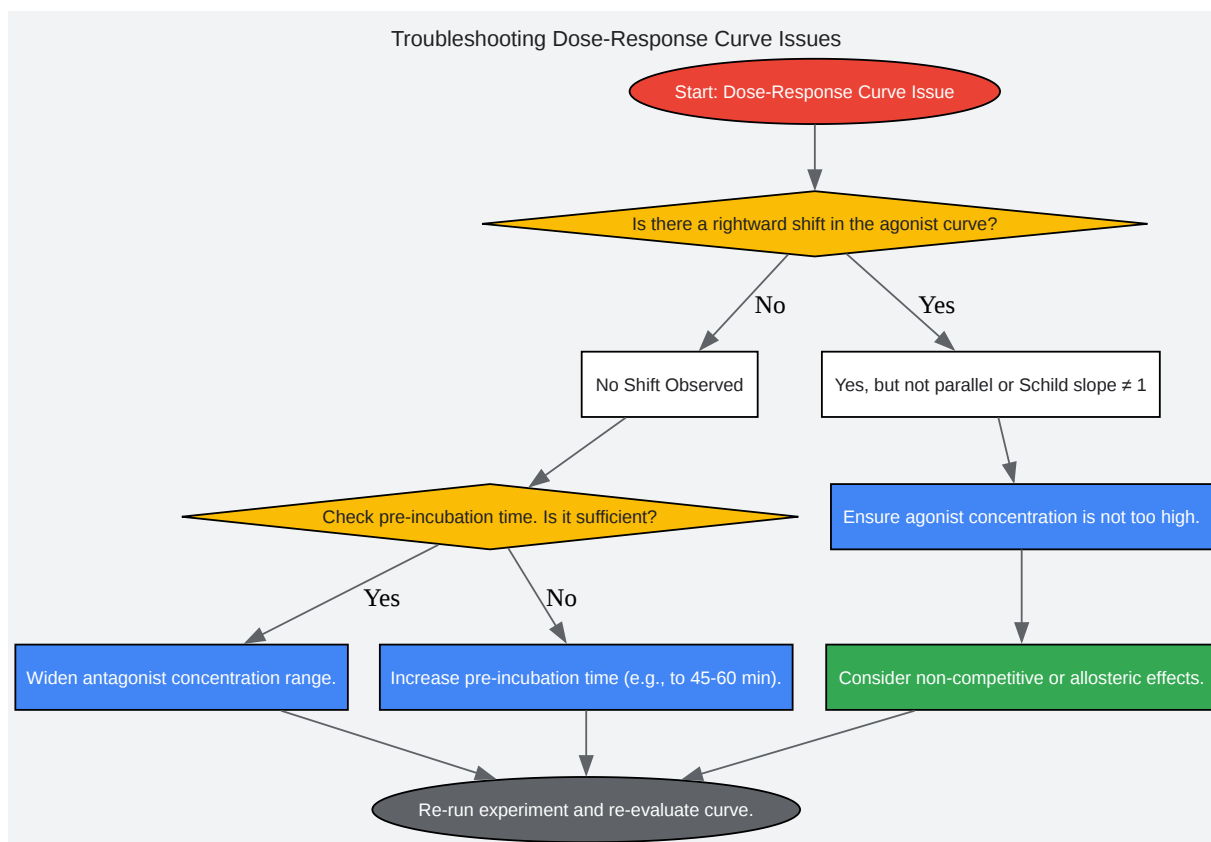 Troubleshooting Dose-Response Curve Issues
Start: Dose-Response Curve Issue
Is there a rightward shift in the agonist curve?
No
Yes
No Shift Observed
Yes, but not parallel or Schild slope ≠ 1
Check pre-incubation time. Is it sufficient?
Ensure agonist concentration is not too high.
Yes
No
Widen antagonist concentration range.
Increase pre-incubation time (e.g., to 45-60 min).
Consider non-competitive or allosteric effects.
Re-run experiment and re-evaluate curve.